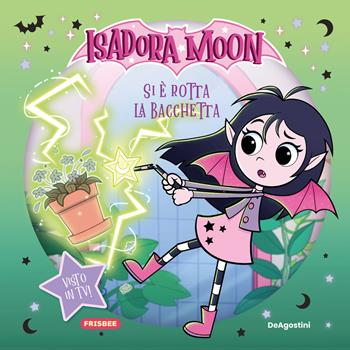 ISADORA MOON
SI È ROTTA
LA BACCHETTA
VISTO
IN TV!
FRISBEE
DeAGOSTINI